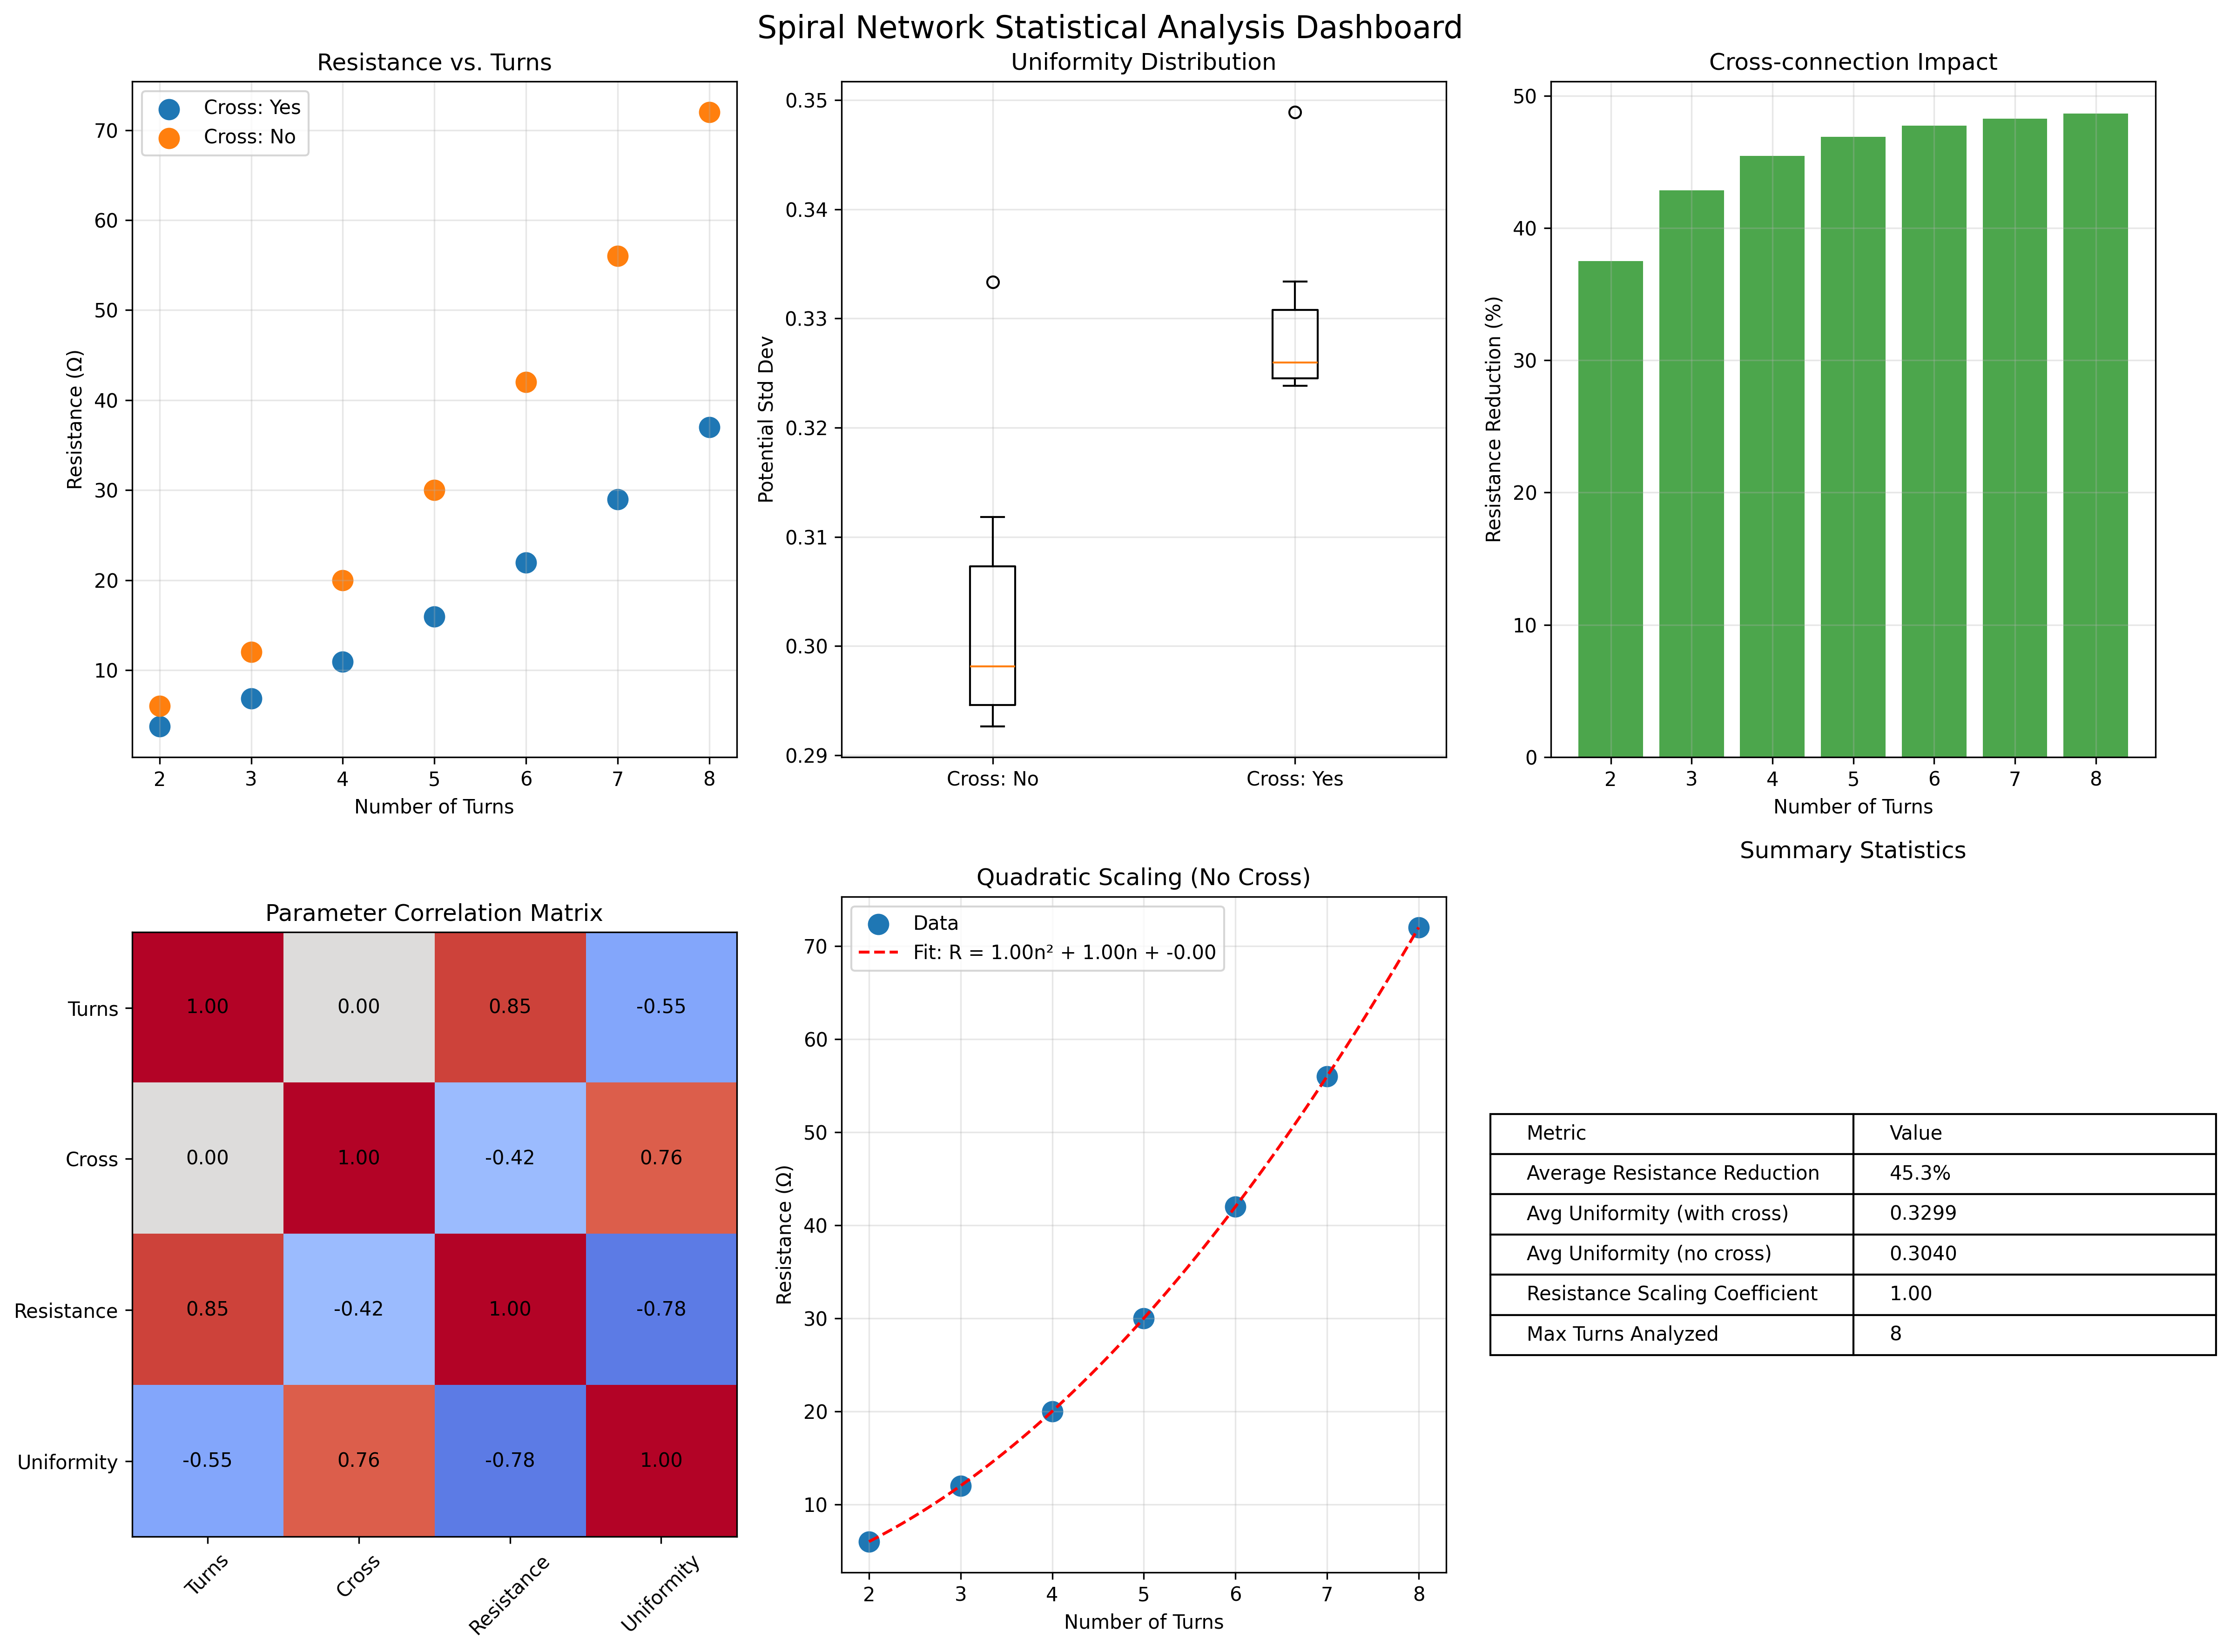 Spiral Network Statistical Analysis Dashboard
Resistance vs. Turns
Cross: Yes
Cross: No
Resistance (Ω)
70
60
50
40
30
20
10
2 3 4 5 6 7 8
Number of Turns
Uniformity Distribution
Potential Std Dev
0.35
0.34
0.33
0.32
0.31
0.30
0.29
Cross: No Cross: Yes
Cross-connection Impact
Resistance Reduction (%)
50
40
30
20
10
0
2 3 4 5 6 7 8
Number of Turns
Parameter Correlation Matrix
Turns 1.00 0.00 0.85 -0.55
Cross 0.00 1.00 -0.42 0.76
Resistance 0.85 -0.42 1.00 -0.78
Uniformity -0.55 0.76 -0.78 1.00
Turns Cross Resistance Uniformity
Quadratic Scaling (No Cross)
Data
Fit: R = 1.00n² + 1.00n + -0.00
Resistance (Ω)
70
60
50
40
30
20
10
2 3 4 5 6 7 8
Number of Turns
Summary Statistics
Metric Value
Average Resistance Reduction 45.3%
Avg Uniformity (with cross) 0.3299
Avg Uniformity (no cross) 0.3040
Resistance Scaling Coefficient 1.00
Max Turns Analyzed 8